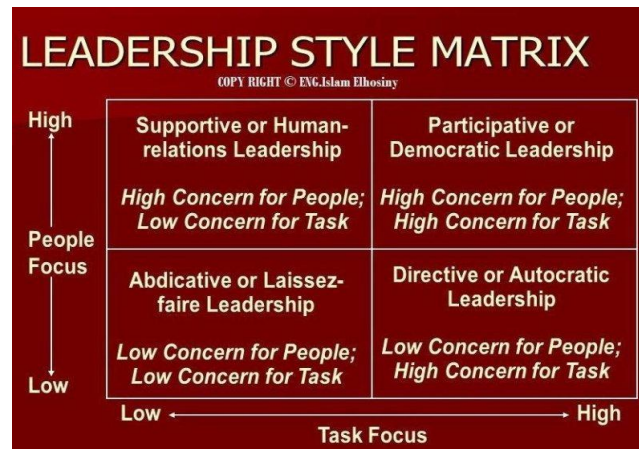 LEADERSHIP STYLE MATRIX
COPY RIGHT © ENG.Islam Elhosiny
High
People
Focus
Low
Supportive or Human-
relations Leadership
High Concern for People;
Low Concern for Task
Participative or
Democratic Leadership
High Concern for People;
High Concern for Task
Abdicative or Laissez-
faire Leadership
Low Concern for People;
Low Concern for Task
Directive or Autocratic
Leadership
Low Concern for People;
High Concern for Task
Low
High
Task Focus